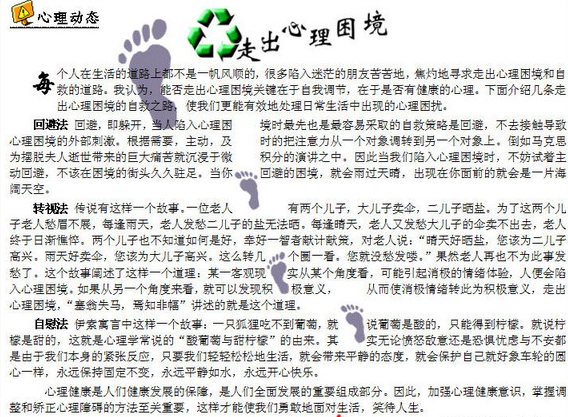 心理动态
走出心理困境
每个人在生活的道路上都不是一帆风顺的，很多陷入迷茫的朋友苦苦地，焦灼地寻求走出心理困境和自
救的道路。我认为，能否走出心理困境关键在于自我调节，在于是否有健康的心理。下面介绍几条走
出心理困境的自救之路，使我们更能有效地处理日常生活中出现的心理困扰。
回避法 回避，即躲开，当人陷入心理困 境时最先也是最容易采取的自救策略是回避，不去接触导致
心理困境的外部刺激。根据需要，主动，及 时的把注意力从一个对象调转到另一个对象上。倒如马克思
为摆脱夫人逝世带来的巨大痛苦就沉浸于微 积分的演讲之中。因此当我们陷入心理困境时，不妨试着主
动回避，不该在困境的街头久久驻足。当你 回避的困境，就会雨过天晴，出现在你面前的就会是一片海
阔天空。
转视法 传说有这样一个故事。一位老人 有两个儿子，大儿子卖伞，二儿子晒盐。为了这两个儿
子老人愁眉不展，每逢雨天，老人发愁二儿子的盐无法晒。每逢晴天，老人又发愁大儿子的伞卖不出去，老人
终于日渐憔悴。两个儿子也不知道如何是好，幸好一智者献计献策，对老人说：“晴天好晒盐，您该为二儿子
高兴。雨天好卖伞，您该为大儿子高兴。这么转几 个圈一看。您就没愁发喽。”果然老人再也不为此事发
愁了。这个故事阐述了这样一个道理：某一客观现 实从某个角度看，可能引起消极的情绪体验，人便会陷
入心理困境。如果从另一个角度来看，就可以发现积 极意义， 从而使消极情绪转此为积极意义，走出
心理困境，“塞翁失马，焉知非福”讲述的就是这个道理。
自慰法 伊索寓言中这样一个故事：一只狐狸吃不到葡萄，就 说葡萄是酸的，只能得到柠檬。就说柠
檬是甜的，这就是心理学常说的“酸葡萄与甜柠檬”的由来。其 实无论愤怒敌意还是恐惧忧虑与不安都
是由于我们本身的紧张反应，只要我们轻轻松松地生活，就会带来平静的态度，就会保护自己就好象车轮的圆
心一样，永远保持固定不变，永远平静如水，永远开心快乐。
心理健康是人们健康发展的保障，是人们全面发展的重要组成部分。因此，加强心理健康意识，掌握调
整和矫正心理障碍的方法至关重要，这样才能使我们勇敢地面对生活，笑待人生。